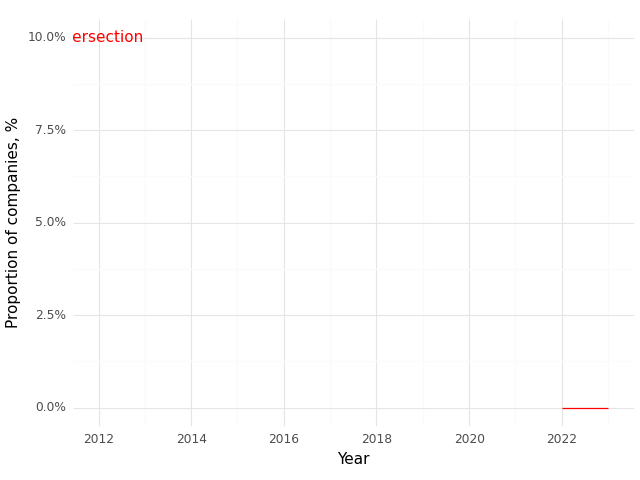 10.0%
ersection
7.5%
5.0%
2.5%
0.0%
Proportion of companies, %
2012 2014 2016 2018 2020 2022
Year